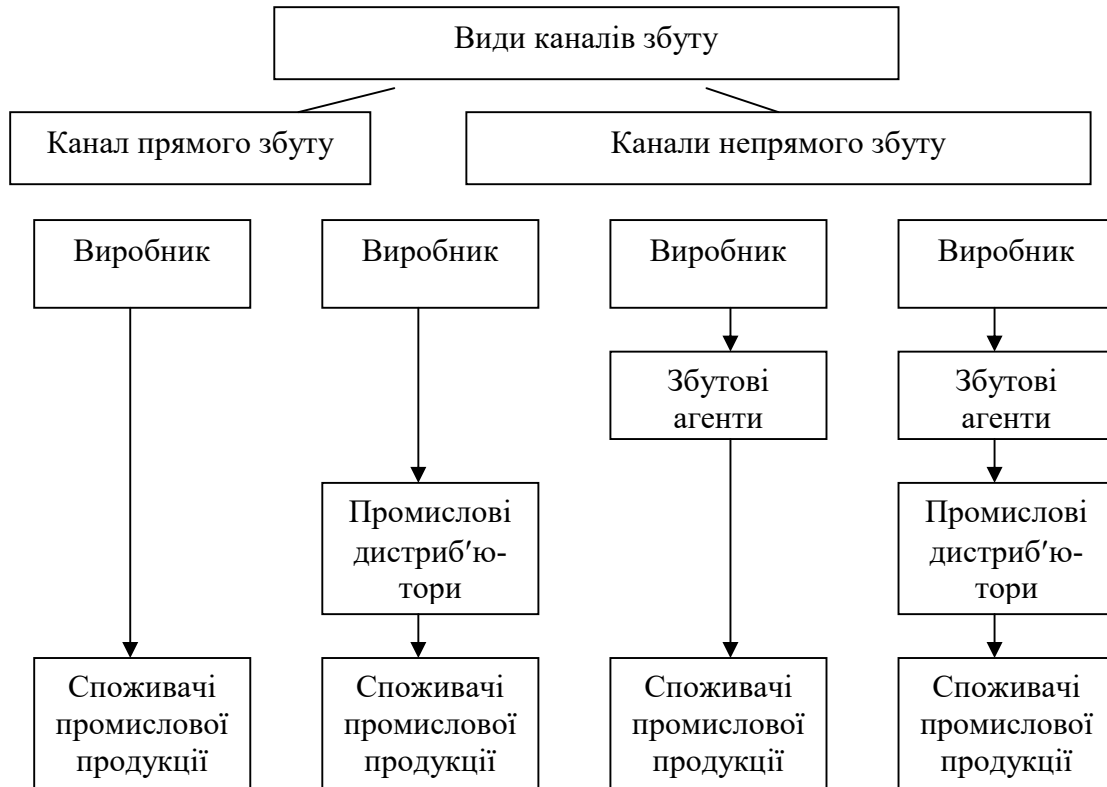 Види каналів збуту
Канал прямого збуту
Канали непрямого збуту
Виробник
Виробник
Виробник
Виробник
Збутові
агенти
Збутові
агенти
Промислові
дистриб′ю-
тори
Промислові
дистриб′ю-
тори
Споживачі
промислової
продукції
Споживачі
промислової
продукції
Споживачі
промислової
продукції
Споживачі
промислової
продукції